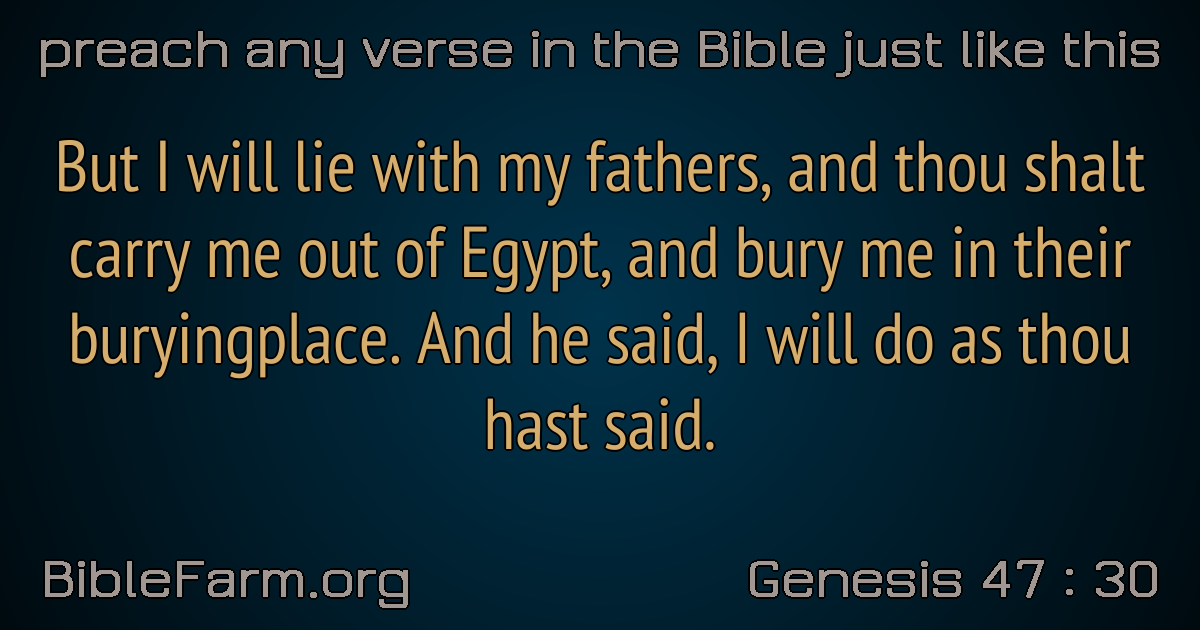 preach any verse in the Bible just like this
But I will lie with my fathers, and thou shalt
carry me out of Egypt, and bury me in their
buryingplace. And he said, I will do as thou
hast said.
BibleFarm.org
Genesis 47 : 30